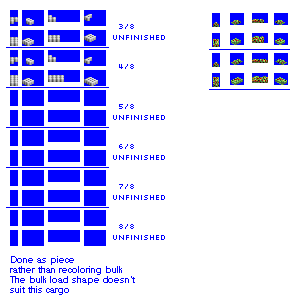 3/8
UNFINISHED
4/8
5/8
UNFINISHED
6/8
UNFINISHED
7/8
UNFINISHED
8/8
UNFINISHED
Done as piece
rather than recoloring bulk
The bulk load shape doesn't
suit this cargo